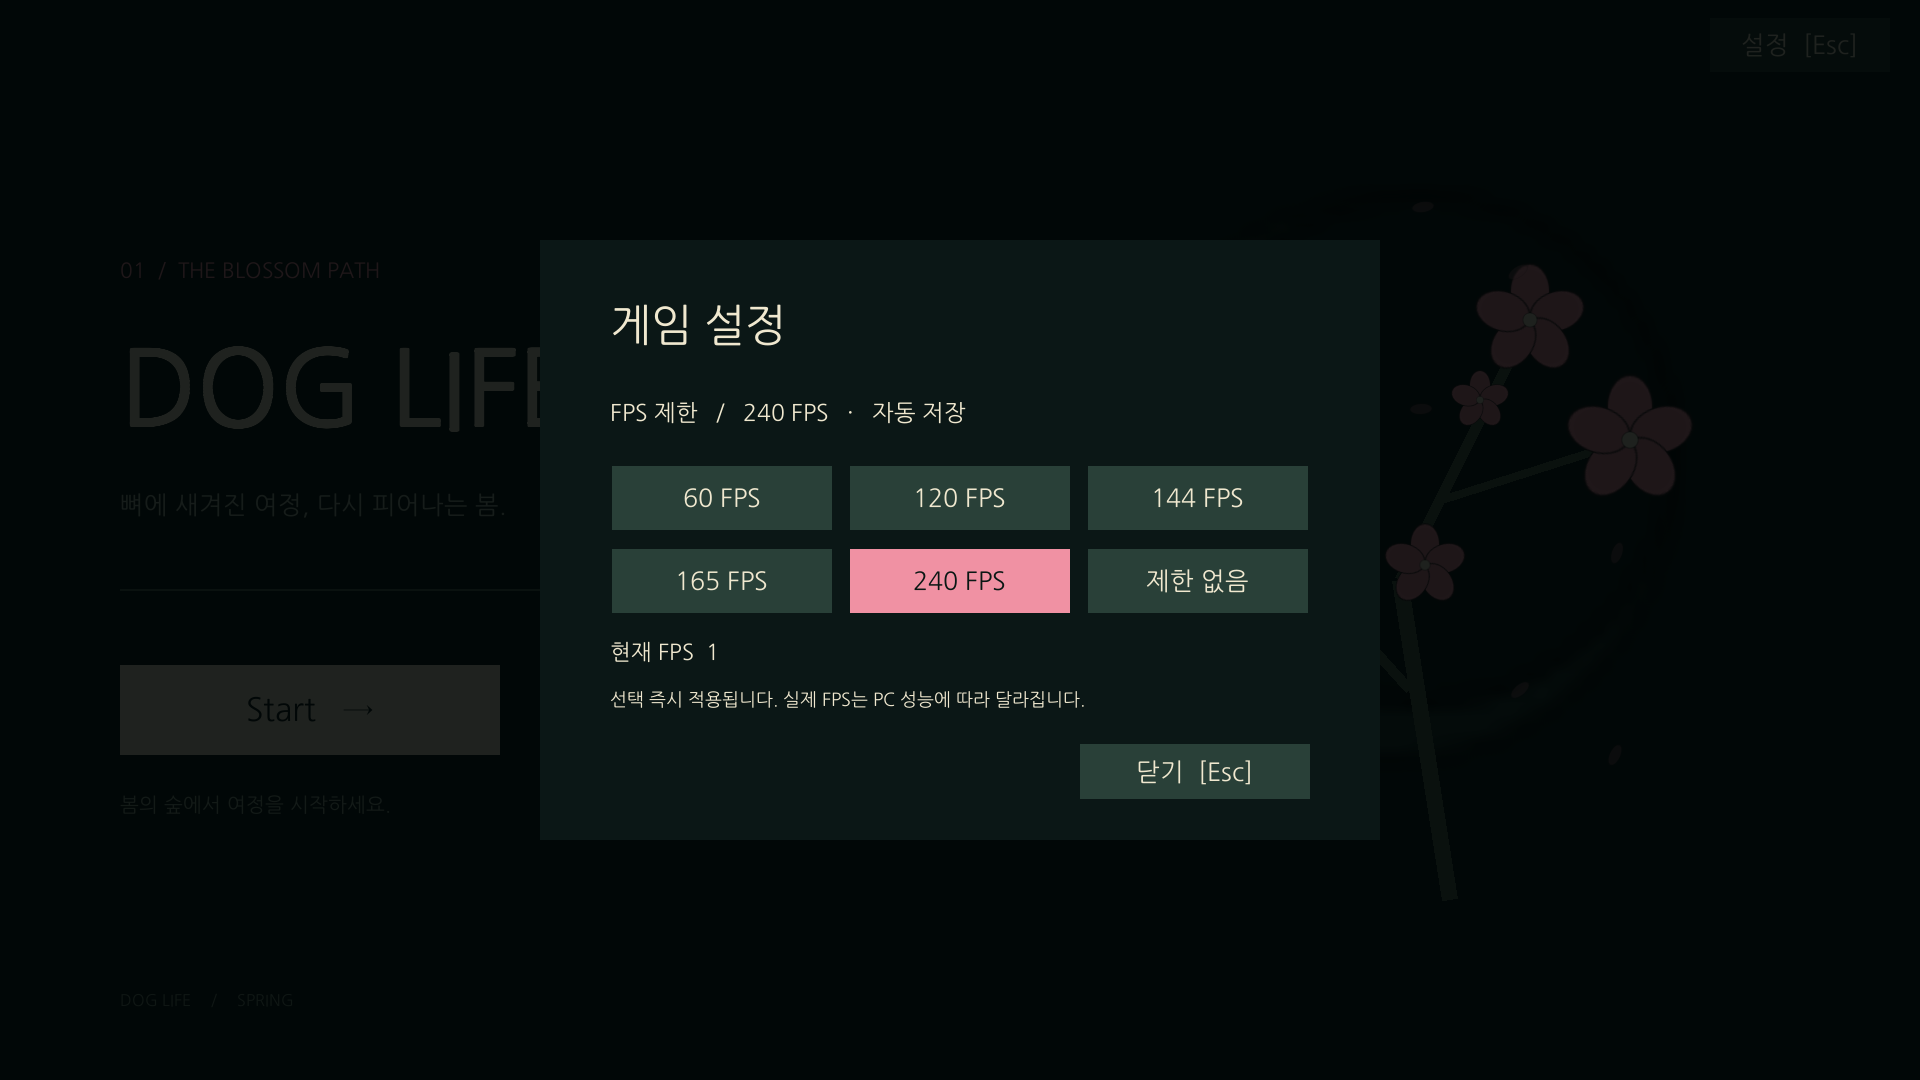 설정 [Esc]
01 / THE BLOSSOM PATH
DOG LIFE
뼈에 새겨진 여정, 다시 피어나는 봄.
Start →
봄의 숲에서 여정을 시작하세요.
DOG LIFE / SPRING
게임 설정
FPS 제한 / 240 FPS · 자동 저장
60 FPS 120 FPS 144 FPS
165 FPS 240 FPS 제한 없음
현재 FPS 1
선택 즉시 적용됩니다. 실제 FPS는 PC 성능에 따라 달라집니다.
닫기 [Esc]